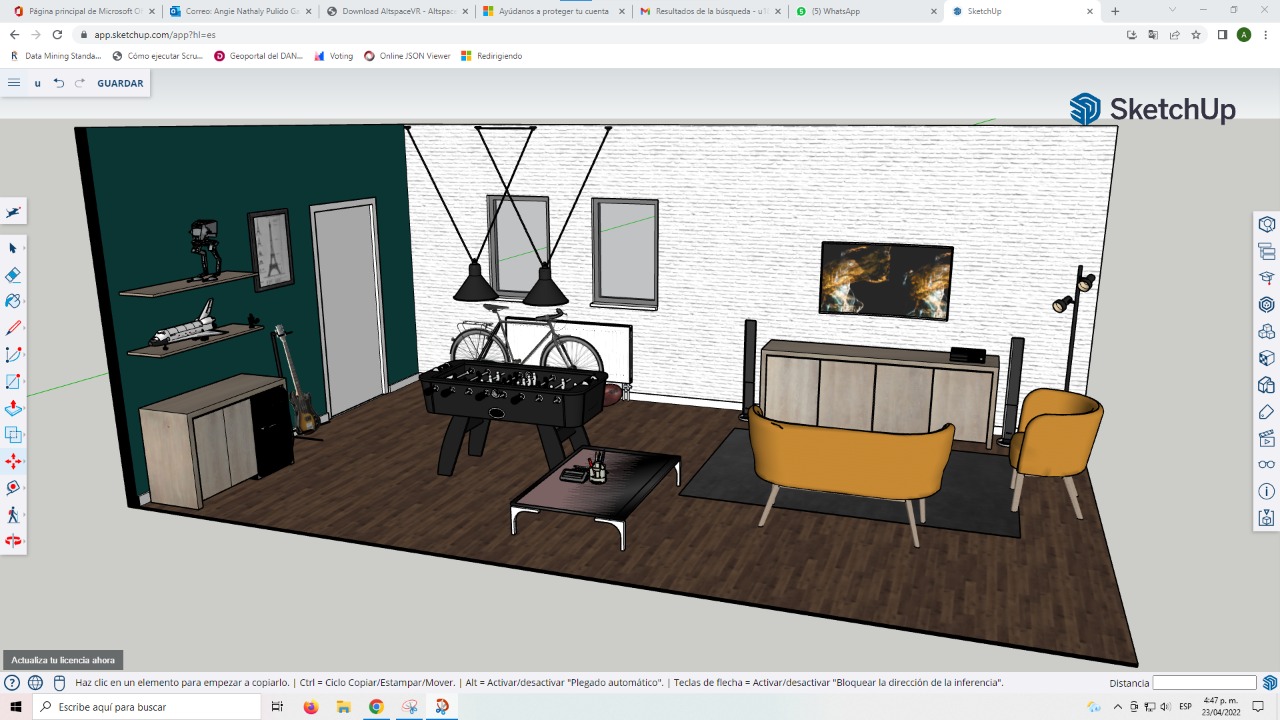 Página principal de Microsoft O
Correo: Angie Nathaly Pulido Go
Download AltspaceVR - Altspac
Ayúdanos a proteger tu cuenta
Resultados de la búsqueda - u
(5) WhatsApp
SketchUp
app.sketchup.com/app?hl=es
A
R Data Mining Standa...
Cómo ejecutar Scru...
Geoportal del DAN...
Voting
Online JSON Viewer
Redirigiendo
u
GUARDAR
SketchUp
Actualiza tu licencia ahora
Haz clic en un elemento para empezar a copiarlo. | Ctrl = Ciclo Copiar/Estampar/Mover. | Alt = Activar/desactivar "Plegado automático". | Teclas de flecha = Activar/desactivar "Bloquear la dirección de la inferencia".
Distancia
Escribe aquí para buscar
ESP
4:47 p. m.
23/04/2022